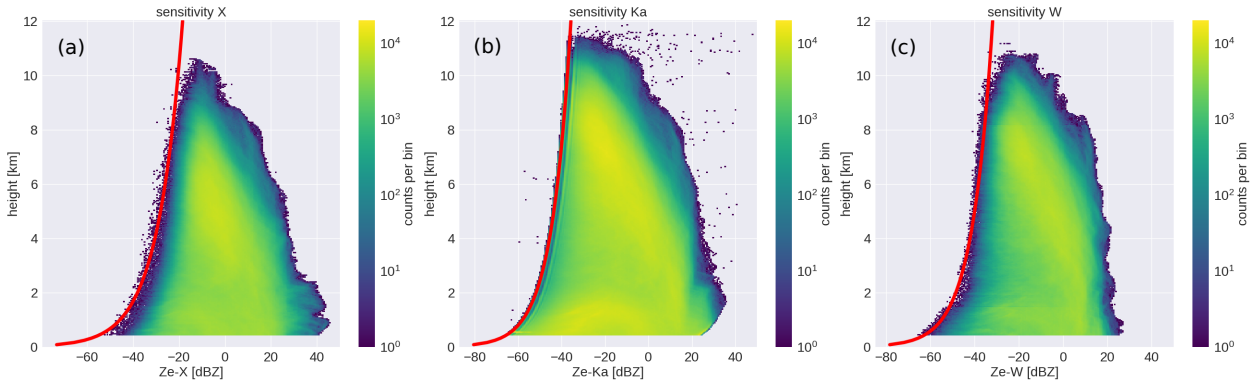 sensitivity X
(a)
12
10
8
6
4
2
0
height [km]
−60 −40 −20 0 20 40
Ze-X [dBZ]
10⁴
10³
10²
10¹
10⁰
counts per bin
sensitivity Ka
(b)
12
10
8
6
4
2
0
height [km]
−80 −60 −40 −20 0 20 40
Ze-Ka [dBZ]
10⁴
10³
10²
10¹
10⁰
counts per bin
sensitivity W
(c)
12
10
8
6
4
2
0
height [km]
−80 −60 −40 −20 0 20 40
Ze-W [dBZ]
10⁴
10³
10²
10¹
10⁰
counts per bin